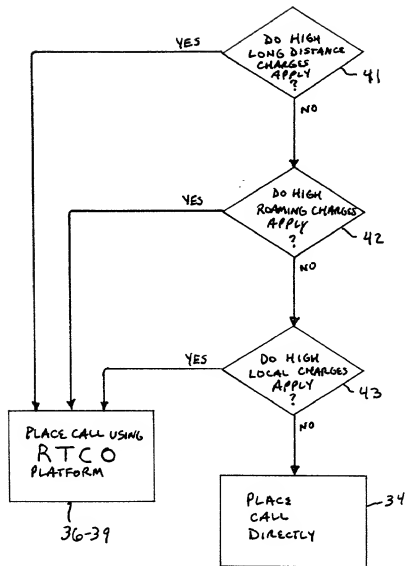 DO HIGH
LONG DISTANCE
CHARGES
APPLY
?
YES
41
NO
DO HIGH
ROAMING CHARGES
APPLY
?
YES
42
NO
DO HIGH
LOCAL CHARGES
APPLY
?
YES
43
NO
PLACE CALL USING
RTCO
PLATFORM
36-39
PLACE
CALL
DIRECTLY
34